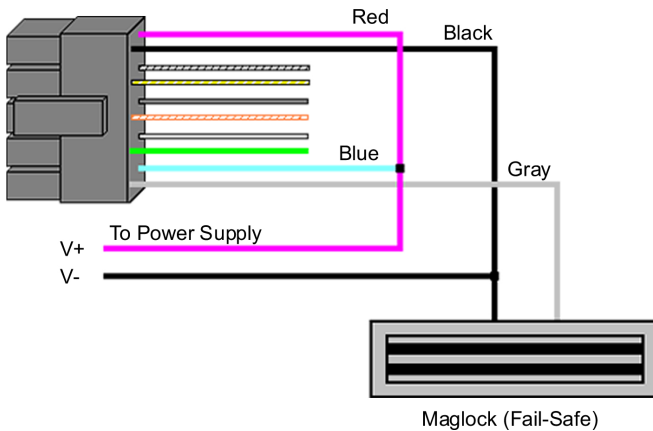 Red
Black
Blue
Gray
To Power Supply
V+
V-
Maglock (Fail-Safe)